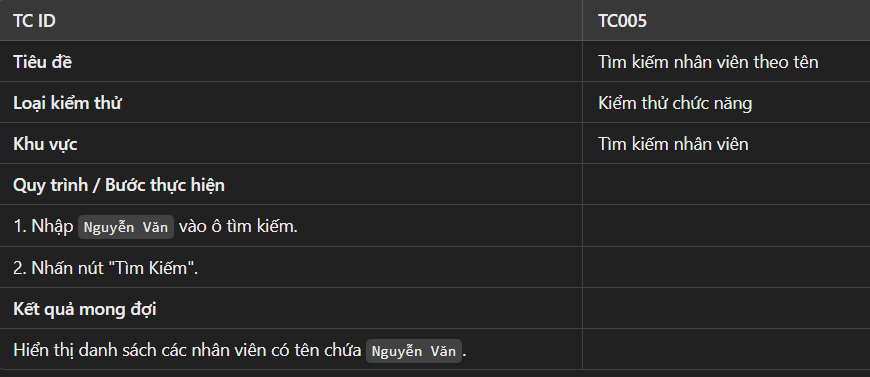 TC ID TC005
Tiêu đề Tìm kiếm nhân viên theo tên
Loại kiểm thử Kiểm thử chức năng
Khu vực Tìm kiếm nhân viên
Quy trình / Bước thực hiện
1. Nhập Nguyễn Văn vào ô tìm kiếm.
2. Nhấn nút "Tìm Kiếm".
Kết quả mong đợi
Hiển thị danh sách các nhân viên có tên chứa Nguyễn Văn.